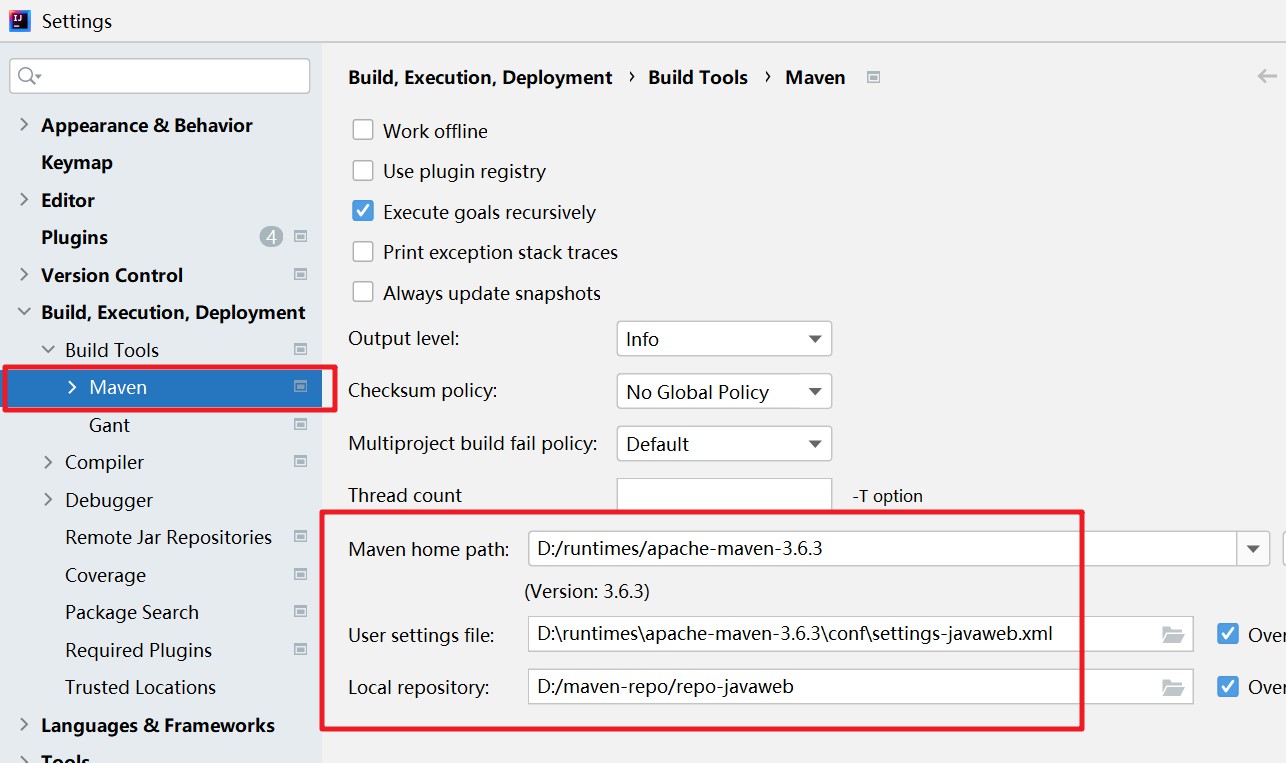 Settings
Appearance & Behavior
Keymap
Editor
Plugins 4
Version Control
Build, Execution, Deployment
Build Tools
Maven
Gant
Compiler
Debugger
Remote Jar Repositories
Coverage
Package Search
Required Plugins
Trusted Locations
Languages & Frameworks
Tools
Build, Execution, Deployment › Build Tools › Maven
Work offline
Use plugin registry
Execute goals recursively
Print exception stack traces
Always update snapshots
Output level: Info
Checksum policy: No Global Policy
Multiproject build fail policy: Default
Thread count -T option
Maven home path: D:/runtimes/apache-maven-3.6.3
(Version: 3.6.3)
User settings file: D:\runtimes\apache-maven-3.6.3\conf\settings-javaweb.xml Over
Local repository: D:/maven-repo/repo-javaweb Over